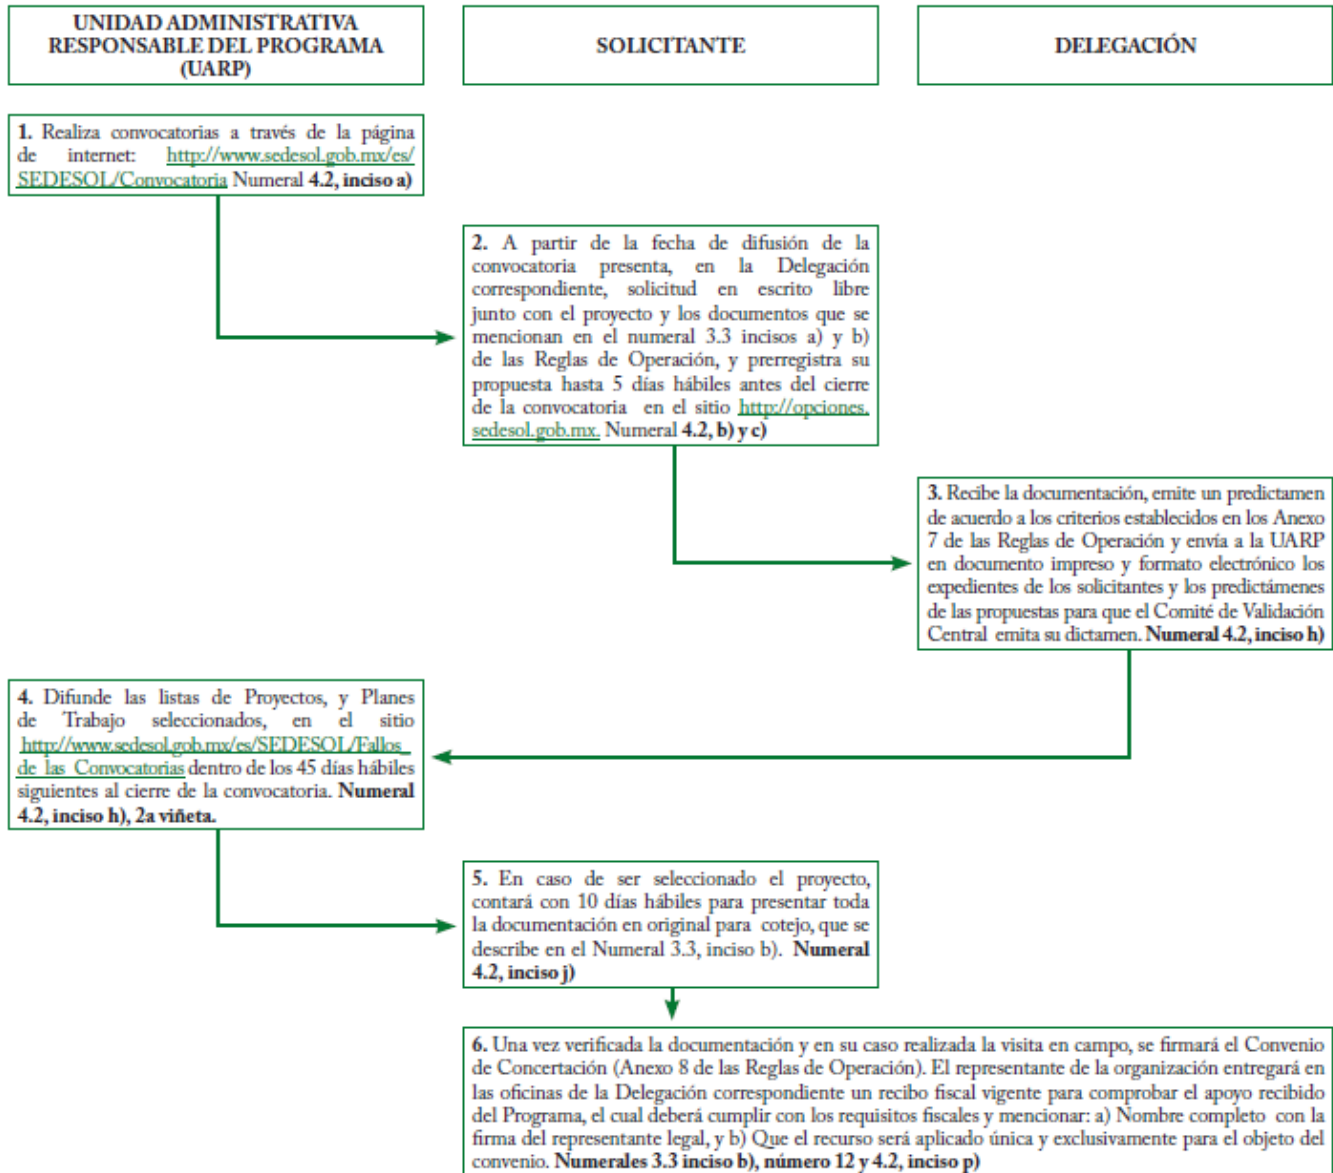 UNIDAD ADMINISTRATIVA
RESPONSABLE DEL PROGRAMA
(UARP)
SOLICITANTE
DELEGACIÓN
1. Realiza convocatorias a través de la página
de internet: http://www.sedesol.gob.mx/es/
SEDESOL/Convocatoria Numeral 4.2, inciso a)
2. A partir de la fecha de difusión de la
convocatoria presenta, en la Delegación
correspondiente, solicitud en escrito libre
junto con el proyecto y los documentos que se
mencionan en el numeral 3.3 incisos a) y b)
de las Reglas de Operación, y prerregistra su
propuesta hasta 5 días hábiles antes del cierre
de la convocatoria en el sitio http://opciones.
sedesol.gob.mx. Numeral 4.2, b) y c)
3. Recibe la documentación, emite un predictamen
de acuerdo a los criterios establecidos en los Anexo
7 de las Reglas de Operación y envía a la UARP
en documento impreso y formato electrónico los
expedientes de los solicitantes y los predictámenes
de las propuestas para que el Comité de Validación
Central emita su dictamen. Numeral 4.2, inciso h)
4. Difunde las listas de Proyectos, y Planes
de Trabajo seleccionados, en el sitio
http://www.sedesol.gob.mx/es/SEDESOL/Fallos_
de_las_Convocatorias dentro de los 45 días hábiles
siguientes al cierre de la convocatoria. Numeral
4.2, inciso h), 2a viñeta.
5. En caso de ser seleccionado el proyecto,
contará con 10 días hábiles para presentar toda
la documentación en original para cotejo, que se
describe en el Numeral 3.3, inciso b). Numeral
4.2, inciso j)
6. Una vez verificada la documentación y en su caso realizada la visita en campo, se firmará el Convenio
de Concertación (Anexo 8 de las Reglas de Operación). El representante de la organización entregará en
las oficinas de la Delegación correspondiente un recibo fiscal vigente para comprobar el apoyo recibido
del Programa, el cual deberá cumplir con los requisitos fiscales y mencionar: a) Nombre completo con la
firma del representante legal, y b) Que el recurso será aplicado única y exclusivamente para el objeto del
convenio. Numerales 3.3 inciso b), número 12 y 4.2, inciso p)